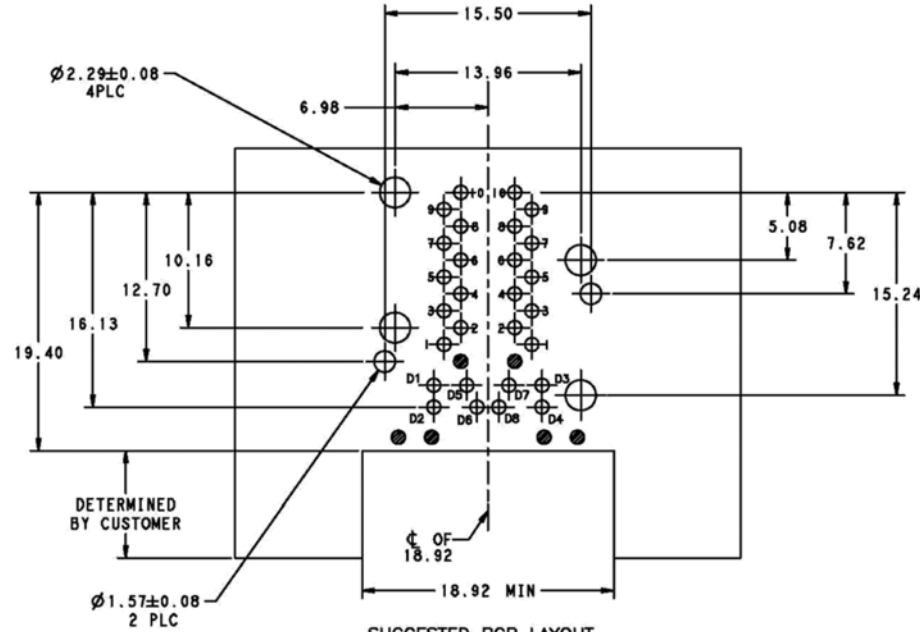 15.50
Ø2.29±0.08
4PLC
13.96
6.98
10 10
9 9
8 8
7 7
6 6
5 5
4 4
3 3
2 2
1 1
5.08
7.62
15.24
10.16
12.70
16.13
19.40
D1 D5 D7 D3
D2 D6 D8 D4
DETERMINED
BY CUSTOMER
℄ OF
18.92
18.92 MIN
Ø1.57±0.08
2 PLC
SUGGESTED PCB LAYOUT